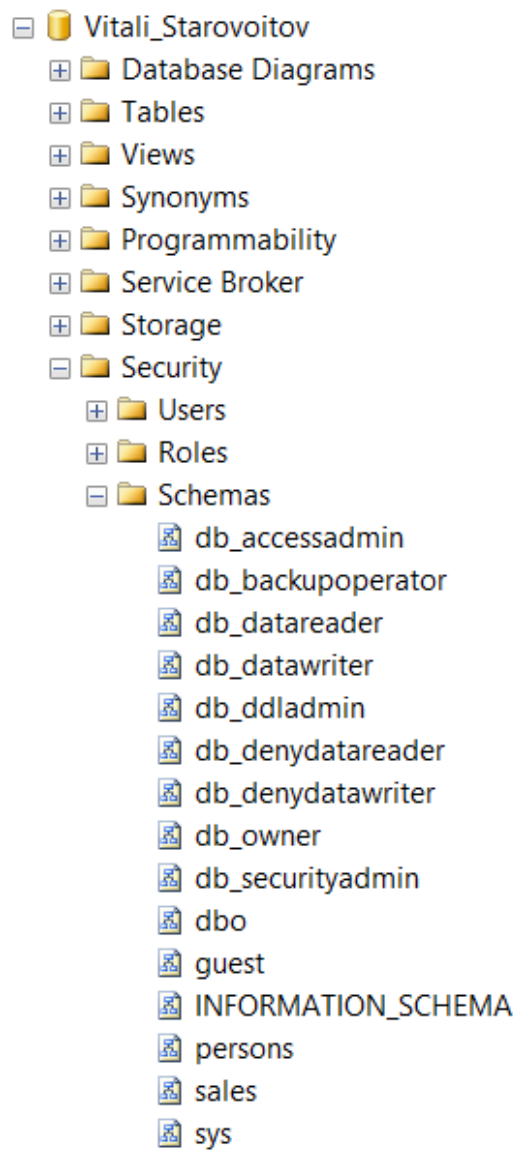 Vitali_Starovoitov
Database Diagrams
Tables
Views
Synonyms
Programmability
Service Broker
Storage
Security
Users
Roles
Schemas
db_accessadmin
db_backupoperator
db_datareader
db_datawriter
db_ddladmin
db_denydatareader
db_denydatawriter
db_owner
db_securityadmin
dbo
guest
INFORMATION_SCHEMA
persons
sales
sys